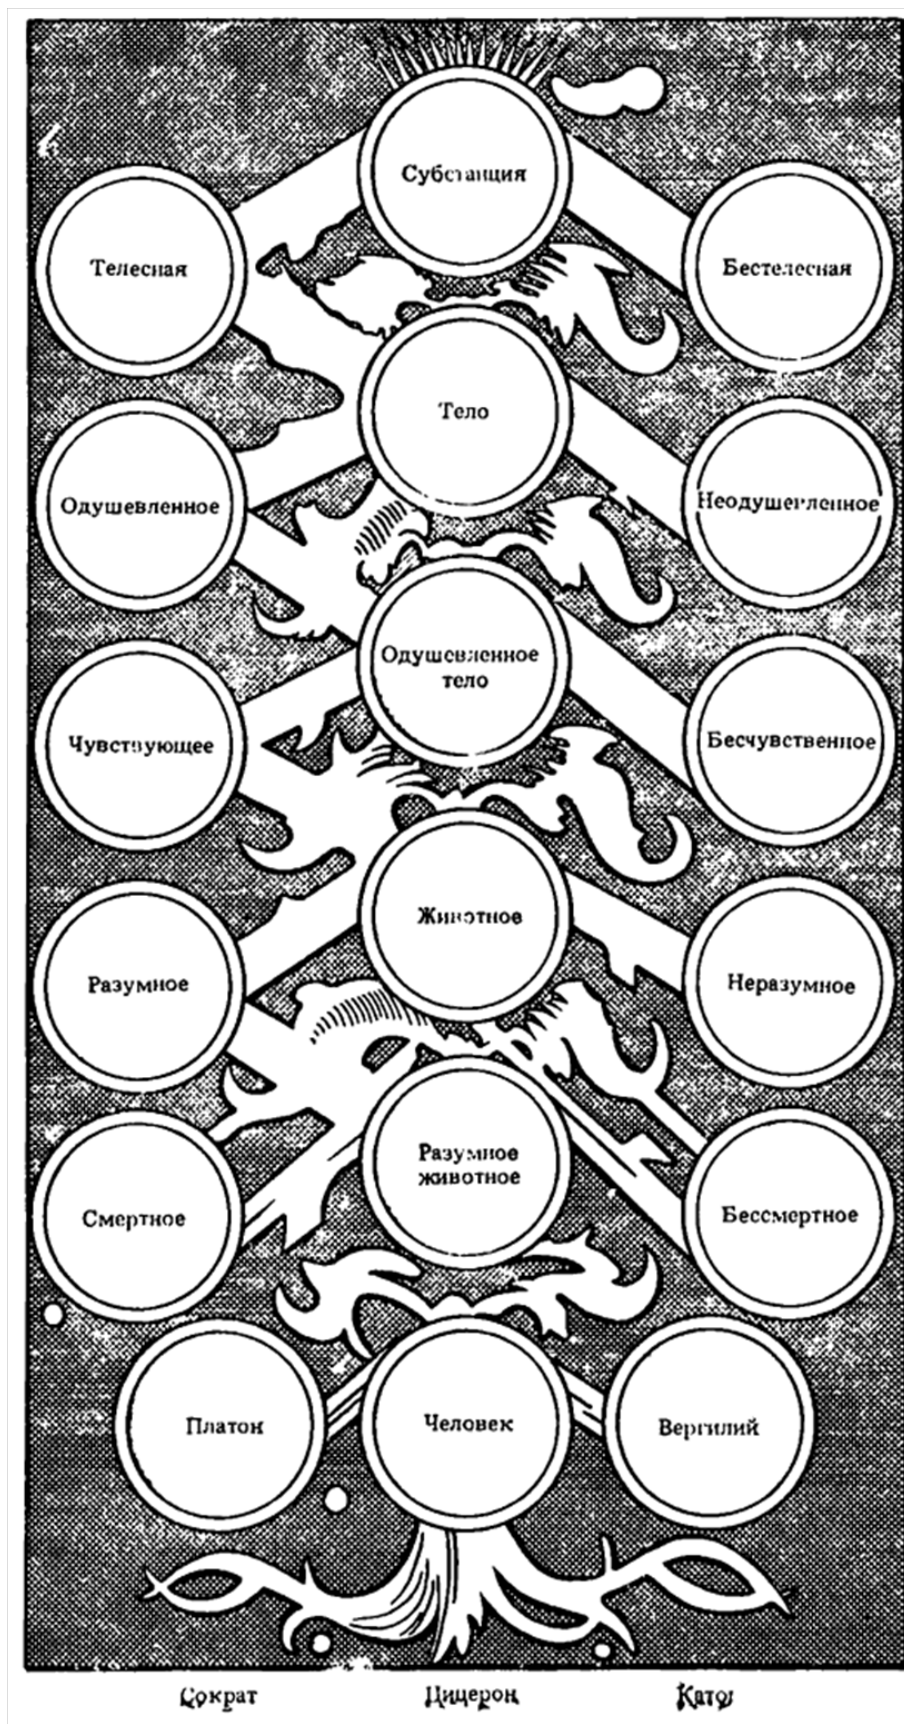 Субстанция
Телесная
Бестелесная
Тело
Одушевленное
Неодушевленное
Одушевленное
тело
Чувствующее
Бесчувственное
Животное
Разумное
Неразумное
Разумное
животное
Смертное
Бессмертное
Платон
Человек
Вергилий
Сократ
Цицерон
Катон